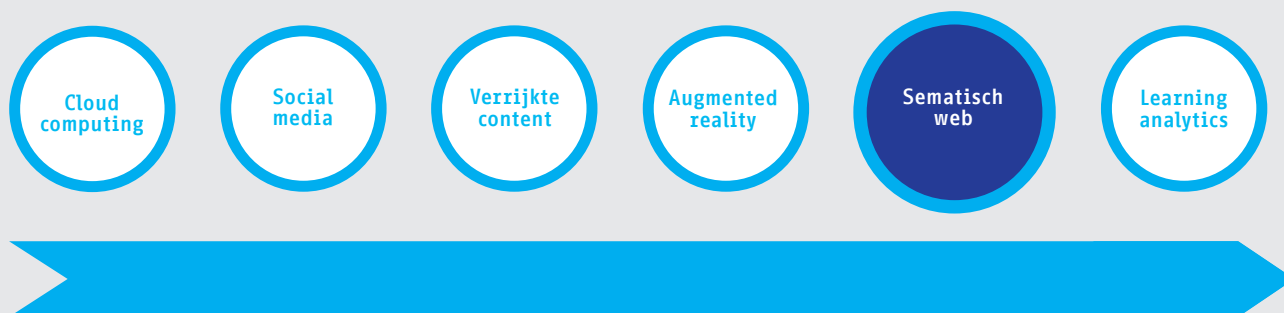 Cloud
computing
Social
media
Verrijkte
content
Augmented
reality
Sematisch
web
Learning
analytics